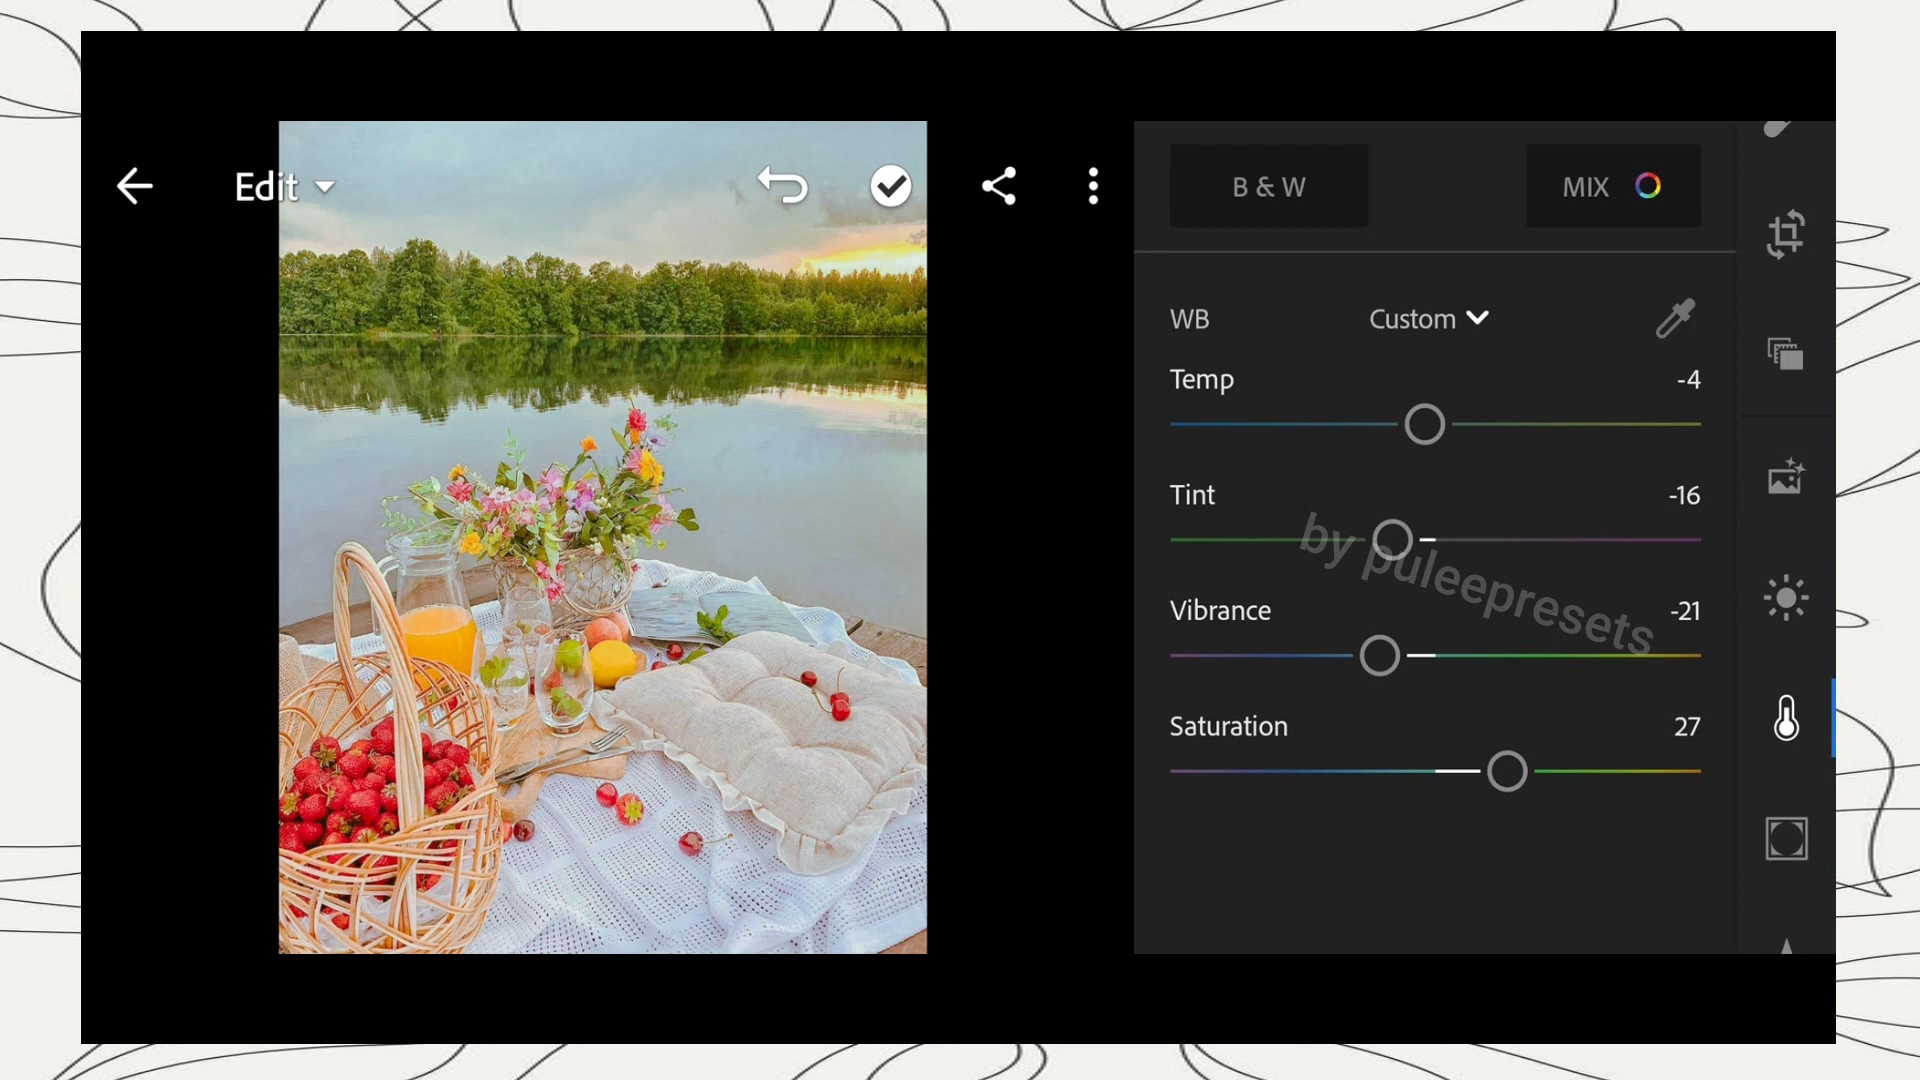 Edit
B & W
MIX
WB
Custom
Temp
-4
Tint
-16
by puleepresets
Vibrance
-21
Saturation
27